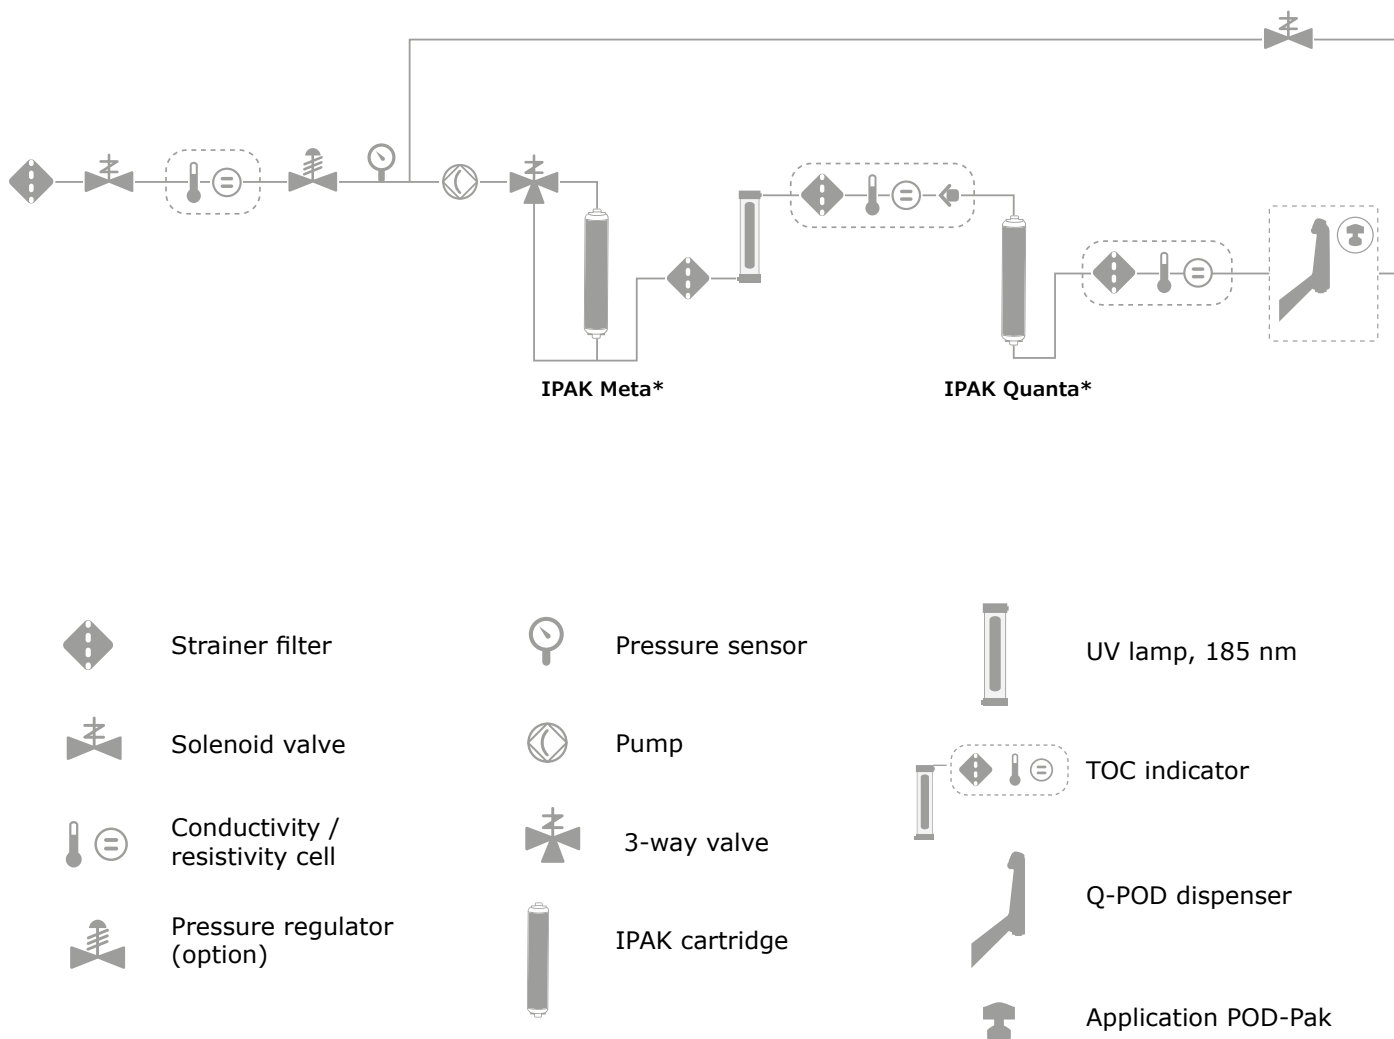 IPAK Meta*
IPAK Quanta*
Strainer filter
Solenoid valve
Conductivity /
resistivity cell
Pressure regulator
(option)
Pressure sensor
Pump
3-way valve
IPAK cartridge
UV lamp, 185 nm
TOC indicator
Q-POD dispenser
Application POD-Pak